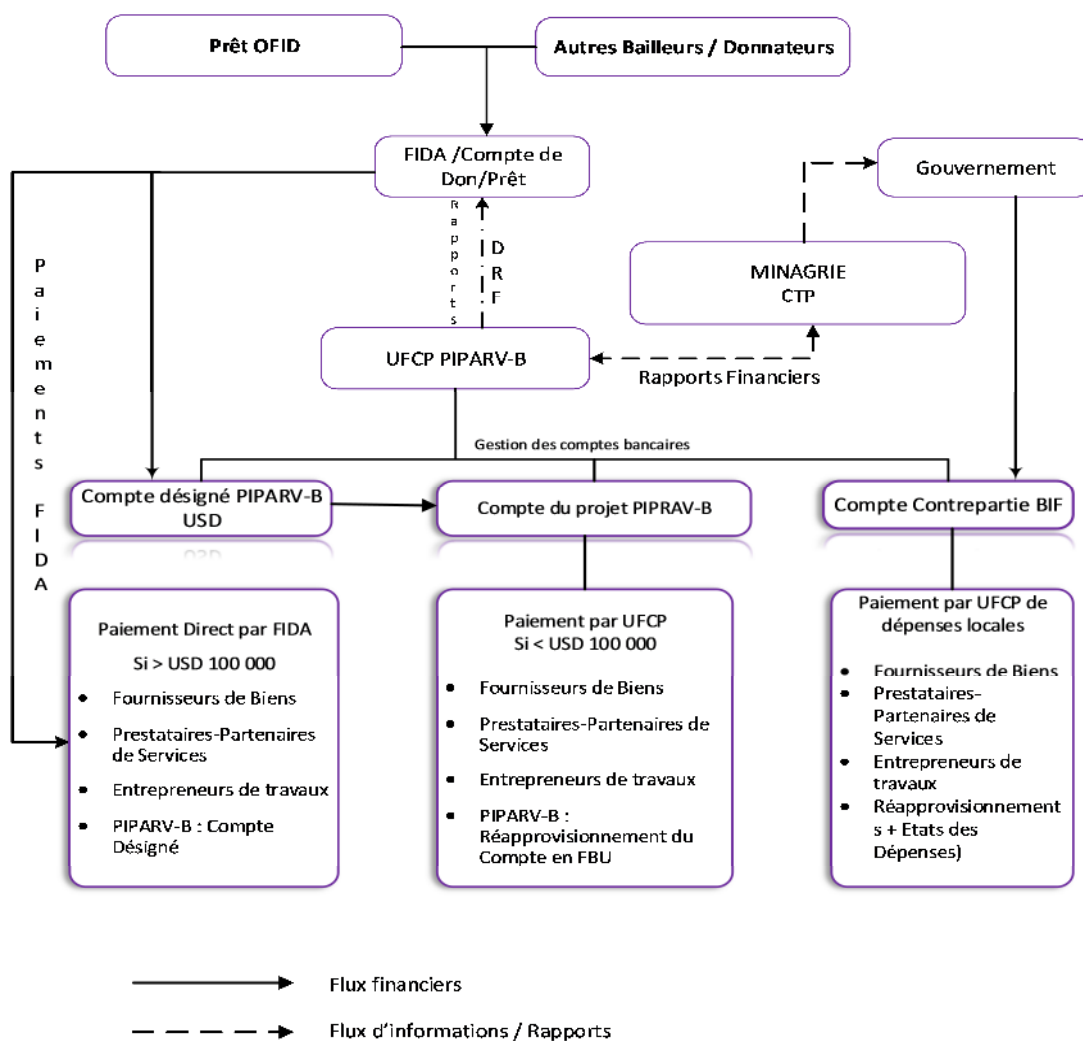 Prêt OFID
Autres Bailleurs / Donnateurs
FIDA /Compte de
Don/Prêt
Gouvernement
Rapports
DRF
MINAGRIE
CTP
Paiements FIDA
UFCP PIPARV-B
Rapports Financiers
Gestion des comptes bancaires
Compte désigné PIPARV-B
USD
Compte du projet PIPRAV-B
Compte Contrepartie BIF
Paiement Direct par FIDA
Si > USD 100 000
• Fournisseurs de Biens
• Prestataires-Partenaires
de Services
• Entrepreneurs de travaux
• PIPARV-B : Compte
Désigné
Paiement par UFCP
Si < USD 100 000
• Fournisseurs de Biens
• Prestataires-Partenaires de
Services
• Entrepreneurs de travaux
• PIPARV-B :
Réapprovisionnement du
Compte en FBU
Paiement par UFCP de
dépenses locales
• Fournisseurs de Biens
• Prestataires-
Partenaires de
Services
• Entrepreneurs de
travaux
• Réapprovisionnement
s + Etats des
Dépenses)
Flux financiers
Flux d'informations / Rapports